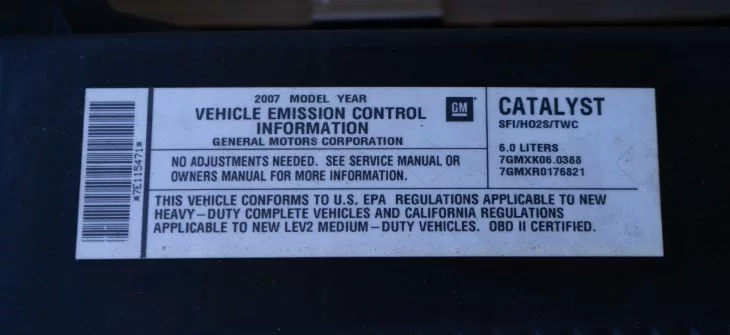 *7E115471*
2007 MODEL YEAR
VEHICLE EMISSION CONTROL
INFORMATION
GENERAL MOTORS CORPORATION
GM
CATALYST
SFI/HO2S/TWC
NO ADJUSTMENTS NEEDED. SEE SERVICE MANUAL OR
OWNERS MANUAL FOR MORE INFORMATION.
6.0 LITERS
7GMXK06.0388
7GMXR0176821
THIS VEHICLE CONFORMS TO U.S. EPA REGULATIONS APPLICABLE TO NEW
HEAVY-DUTY COMPLETE VEHICLES AND CALIFORNIA REGULATIONS
APPLICABLE TO NEW LEV2 MEDIUM-DUTY VEHICLES. OBD II CERTIFIED.